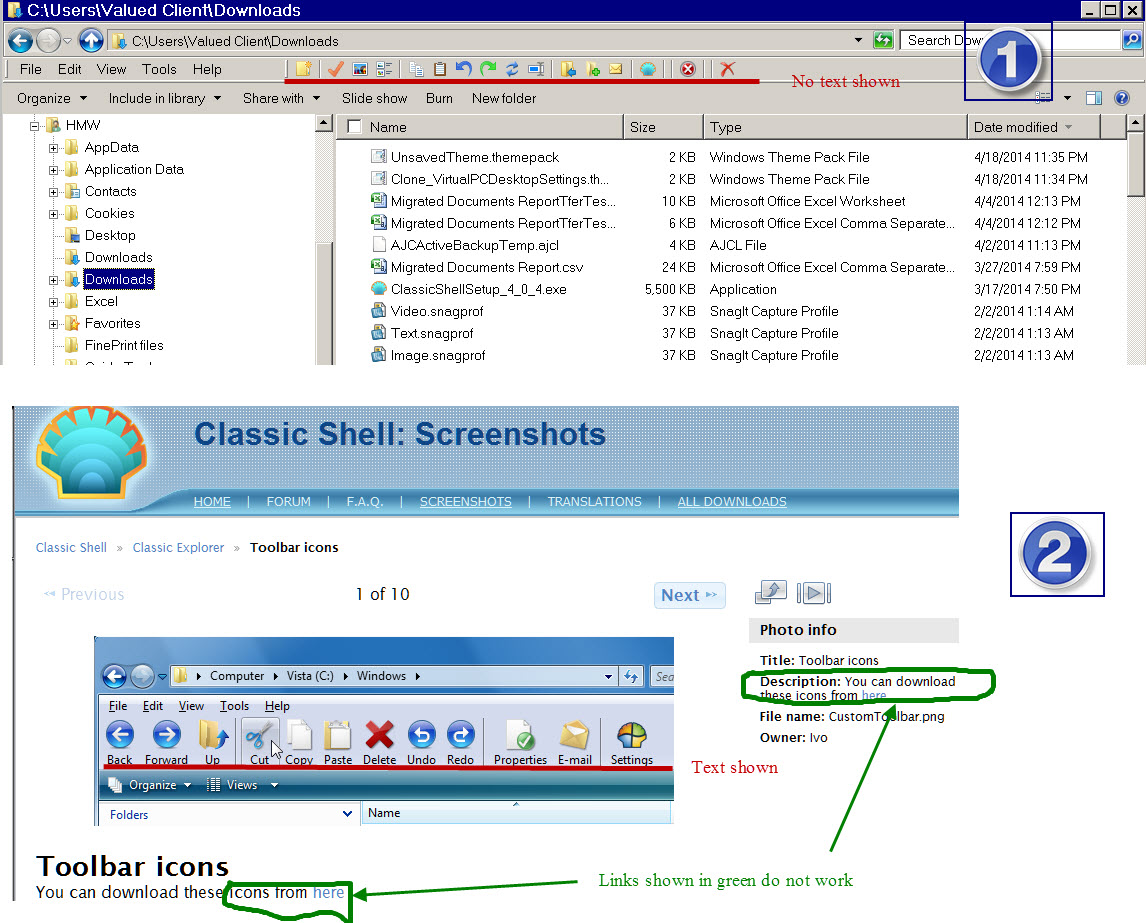 C:\Users\Valued Client\Downloads
C:\Users\Valued Client\Downloads
Search Dow
1
File Edit View Tools Help
No text shown
Organize Include in library Share with Slide show Burn New folder
HMW
AppData
Application Data
Contacts
Cookies
Desktop
Downloads
Downloads
Excel
Favorites
FinePrint files
Name Size Type Date modified
UnsavedTheme.themepack 2 KB Windows Theme Pack File 4/18/2014 11:35 PM
Clone_VirtualPCDesktopSettings.th... 2 KB Windows Theme Pack File 4/18/2014 11:34 PM
Migrated Documents ReportTferTes... 10 KB Microsoft Office Excel Worksheet 4/4/2014 12:13 PM
Migrated Documents ReportTferTes... 6 KB Microsoft Office Excel Comma Separate... 4/4/2014 12:12 PM
AJCActiveBackupTemp.ajcl 4 KB AJCL File 4/2/2014 11:13 PM
Migrated Documents Report.csv 24 KB Microsoft Office Excel Comma Separate... 3/27/2014 7:59 PM
ClassicShellSetup_4_0_4.exe 5,500 KB Application 3/17/2014 7:50 PM
Video.snagprof 37 KB SnagIt Capture Profile 2/2/2014 1:14 AM
Text.snagprof 37 KB SnagIt Capture Profile 2/2/2014 1:13 AM
Image.snagprof 37 KB SnagIt Capture Profile 2/2/2014 1:13 AM
Classic Shell: Screenshots
HOME | FORUM | F.A.Q. | SCREENSHOTS | TRANSLATIONS | ALL DOWNLOADS
2
Classic Shell » Classic Explorer » Toolbar icons
Previous 1 of 10 Next
Photo info
Title: Toolbar icons
Description: You can download
these icons from here
File name: CustomToolbar.png
Owner: Ivo
Computer Vista (C:) Windows Sea
File Edit View Tools Help
Back Forward Up Cut Copy Paste Delete Undo Redo Properties E-mail Settings
Text shown
Organize Views
Folders Name
Toolbar icons
You can download these icons from here
Links shown in green do not work